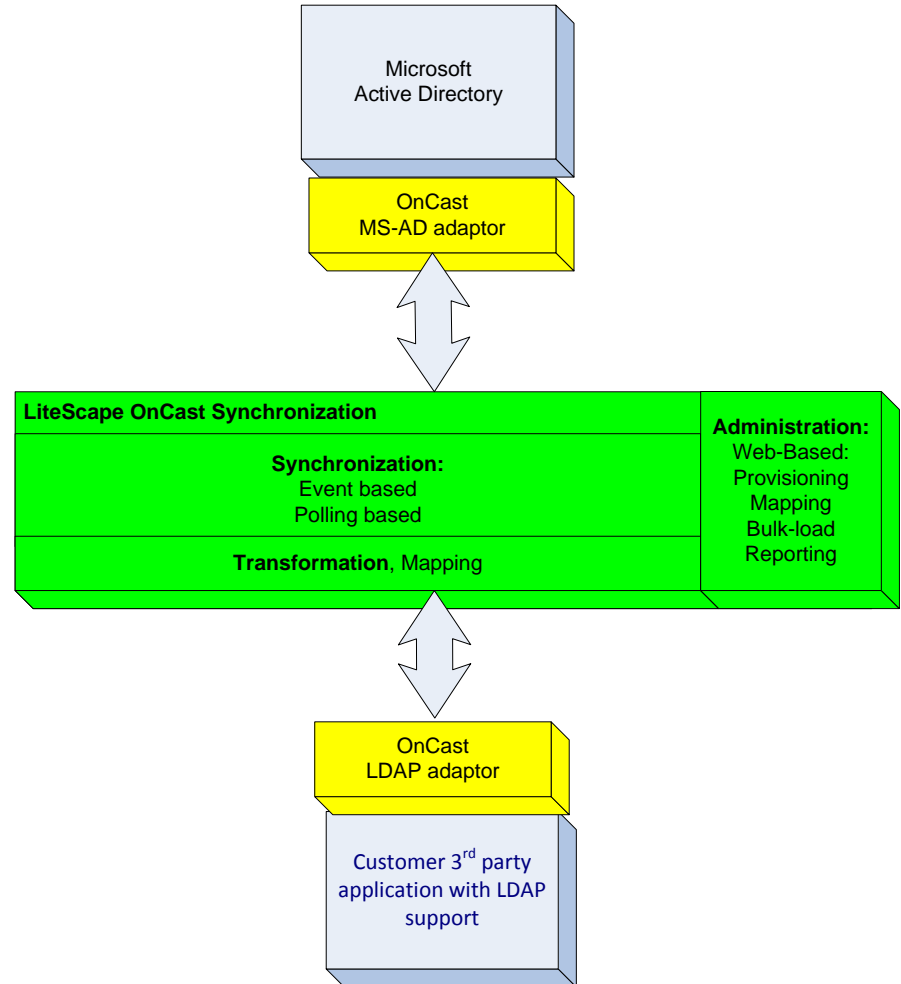 Microsoft
Active Directory
OnCast
MS-AD adaptor
LiteScape OnCast Synchronization
Synchronization:
Event based
Polling based
Transformation, Mapping
Administration:
Web-Based:
Provisioning
Mapping
Bulk-load
Reporting
OnCast
LDAP adaptor
Customer 3rd party
application with LDAP
support